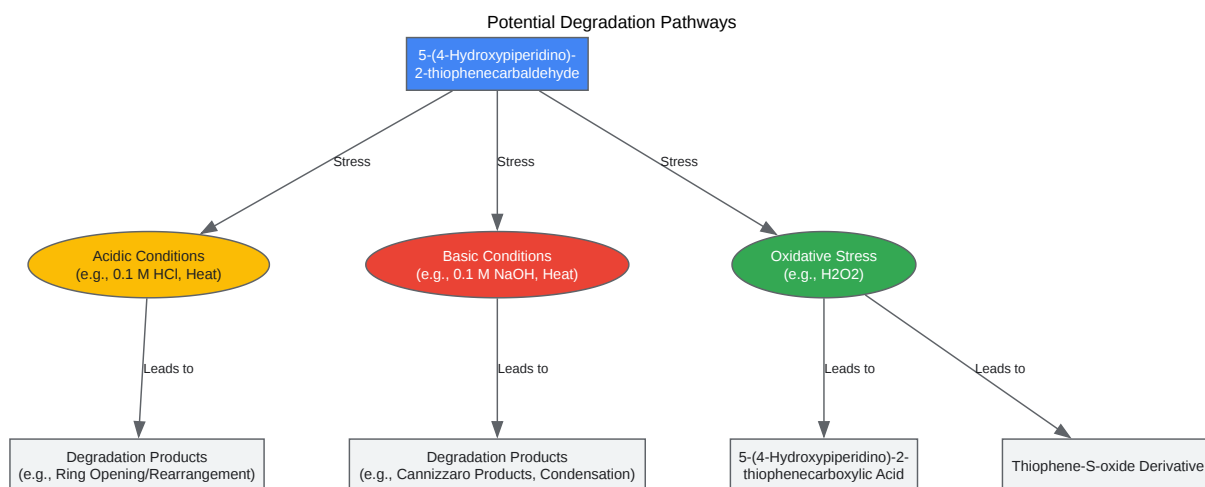 Potential Degradation Pathways
5-(4-Hydroxypiperidino)-
2-thiophenecarbaldehyde
Stress
Stress
Stress
Acidic Conditions
(e.g., 0.1 M HCl, Heat)
Basic Conditions
(e.g., 0.1 M NaOH, Heat)
Oxidative Stress
(e.g., H2O2)
Leads to
Leads to
Leads to
Leads to
Degradation Products
(e.g., Ring Opening/Rearrangement)
Degradation Products
(e.g., Cannizzaro Products, Condensation)
5-(4-Hydroxypiperidino)-2-
thiophenecarboxylic Acid
Thiophene-S-oxide Derivative